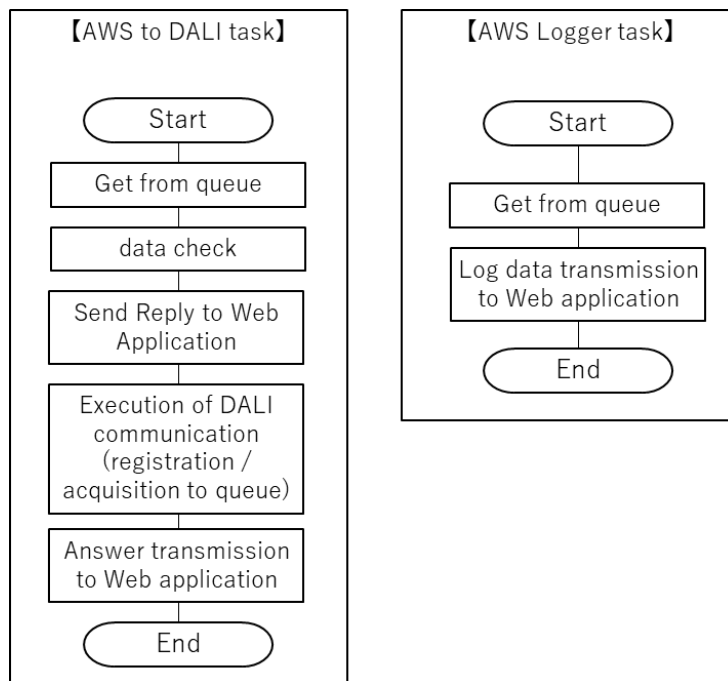 【AWS to DALI task】
Start
Get from queue
data check
Send Reply to Web
Application
Execution of DALI
communication
(registration /
acquisition to queue)
Answer transmission
to Web application
End
【AWS Logger task】
Start
Get from queue
Log data transmission
to Web application
End